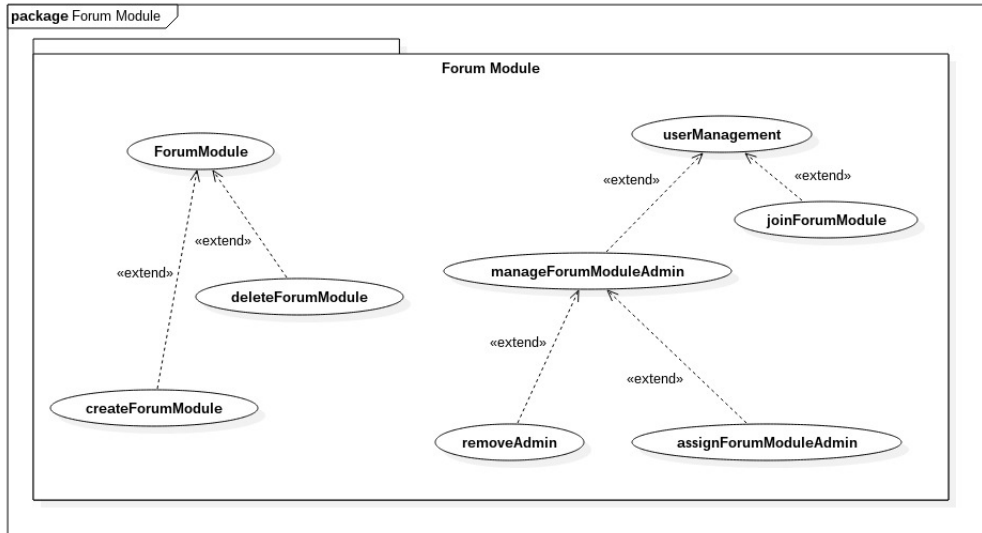 package Forum Module
Forum Module
userManagement
ForumModule
«extend»
«extend»
joinForumModule
«extend»
«extend»
manageForumModuleAdmin
deleteForumModule
«extend»
«extend»
createForumModule
removeAdmin
assignForumModuleAdmin